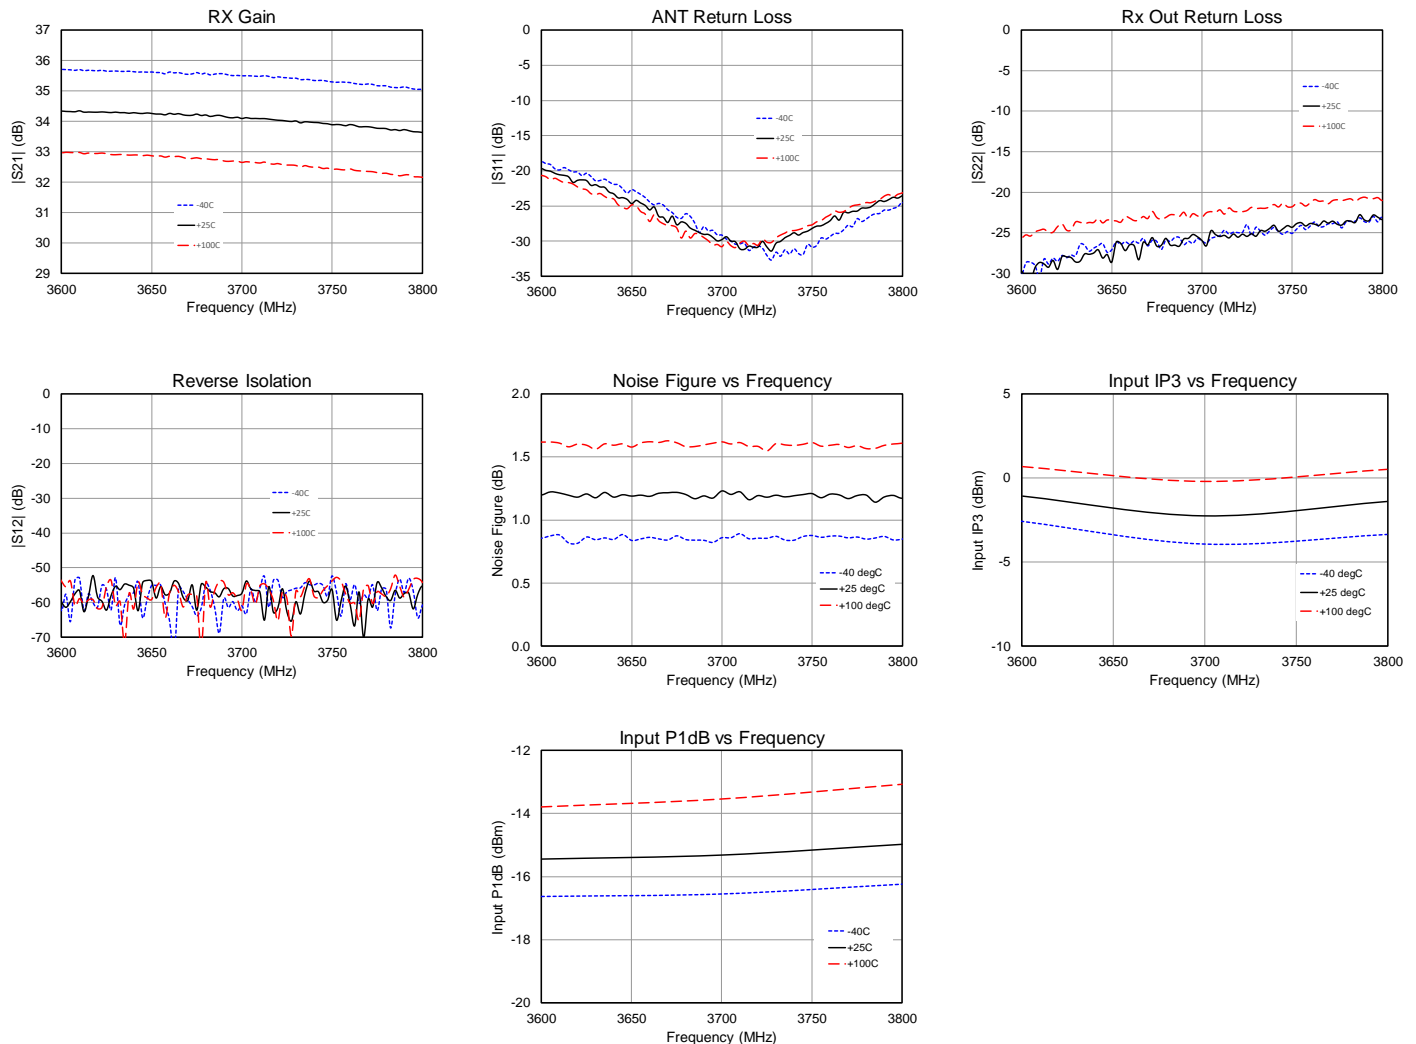 RX Gain
37
36
35
34
33
32
31
30
29
|S21| (dB)
-40C
+25C
+100C
3600
3650
3700
3750
3800
Frequency (MHz)
ANT Return Loss
0
-5
-10
-15
-20
-25
-30
-35
|S11| (dB)
-40C
+25C
+100C
3600
3650
3700
3750
3800
Frequency (MHz)
Rx Out Return Loss
0
-5
-10
-15
-20
-25
-30
|S22| (dB)
-40C
+25C
+100C
3600
3650
3700
3750
3800
Frequency (MHz)
Reverse Isolation
0
-10
-20
-30
-40
-50
-60
-70
|S12| (dB)
-40C
+25C
+100C
3600
3650
3700
3750
3800
Frequency (MHz)
Noise Figure vs Frequency
2.0
1.5
1.0
0.5
0.0
Noise Figure (dB)
-40 degC
+25 degC
+100 degC
3600
3650
3700
3750
3800
Frequency (MHz)
Input IP3 vs Frequency
5
0
-5
-10
Input IP3 (dBm)
-40 degC
+25 degC
+100 degC
3600
3650
3700
3750
3800
Frequency (MHz)
Input P1dB vs Frequency
-12
-14
-16
-18
-20
Input P1dB (dBm)
-40C
+25C
+100C
3600
3650
3700
3750
3800
Frequency (MHz)